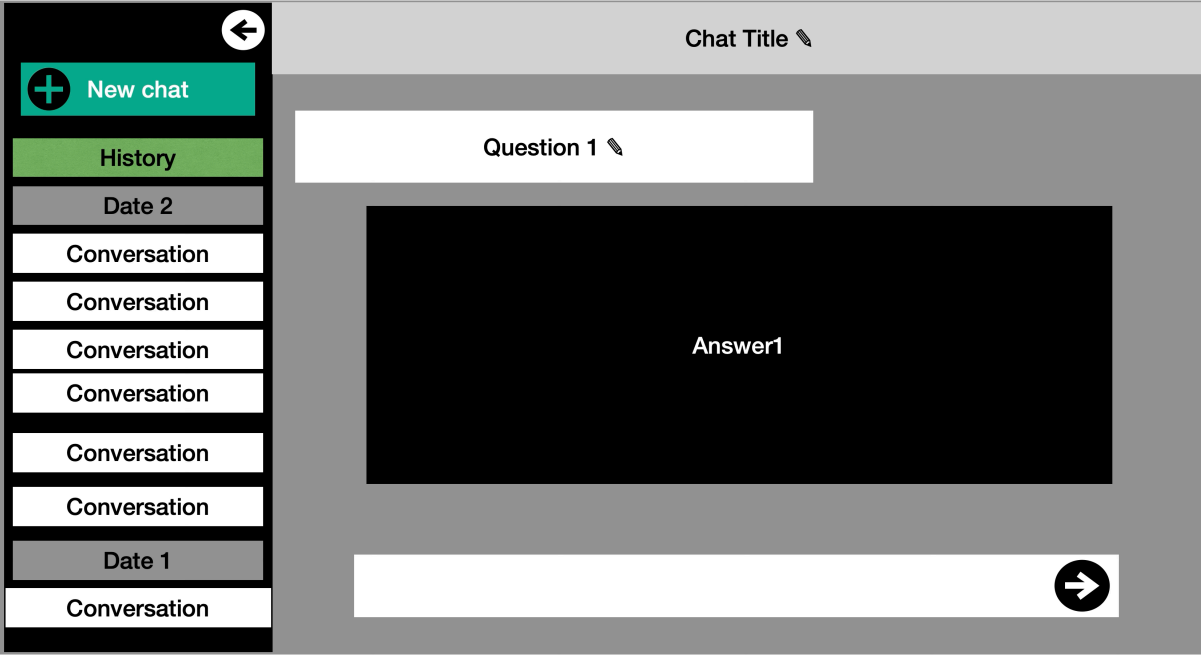 New chat
History
Date 2
Conversation
Conversation
Conversation
Conversation
Conversation
Conversation
Date 1
Conversation
Chat Title ✎
Question 1 ✎
Answer1